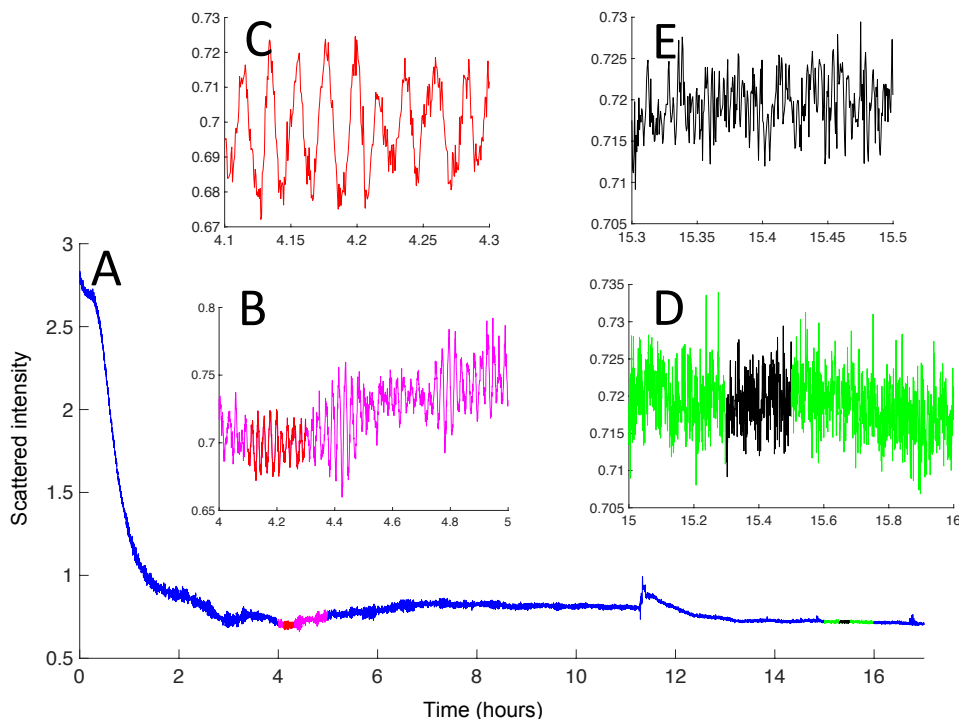 C
0.73
0.72
0.71
0.7
0.69
0.68
0.67
4.1 4.15 4.2 4.25 4.3
E
0.73
0.725
0.72
0.715
0.71
0.705
15.3 15.35 15.4 15.45 15.5
B
0.8
0.75
0.7
0.65
4 4.2 4.4 4.6 4.8 5
D
0.735
0.73
0.725
0.72
0.715
0.71
0.705
15 15.2 15.4 15.6 15.8 16
A
Scattered intensity
3
2.5
2
1.5
1
0.5
0 2 4 6 8 10 12 14 16
Time (hours)